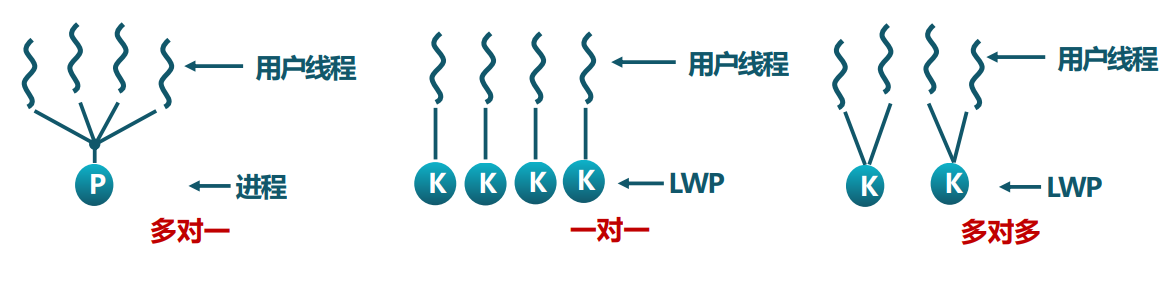 用户线程
P
进程
多对一
用户线程
K K K K
LWP
一对一
用户线程
K K
LWP
多对多